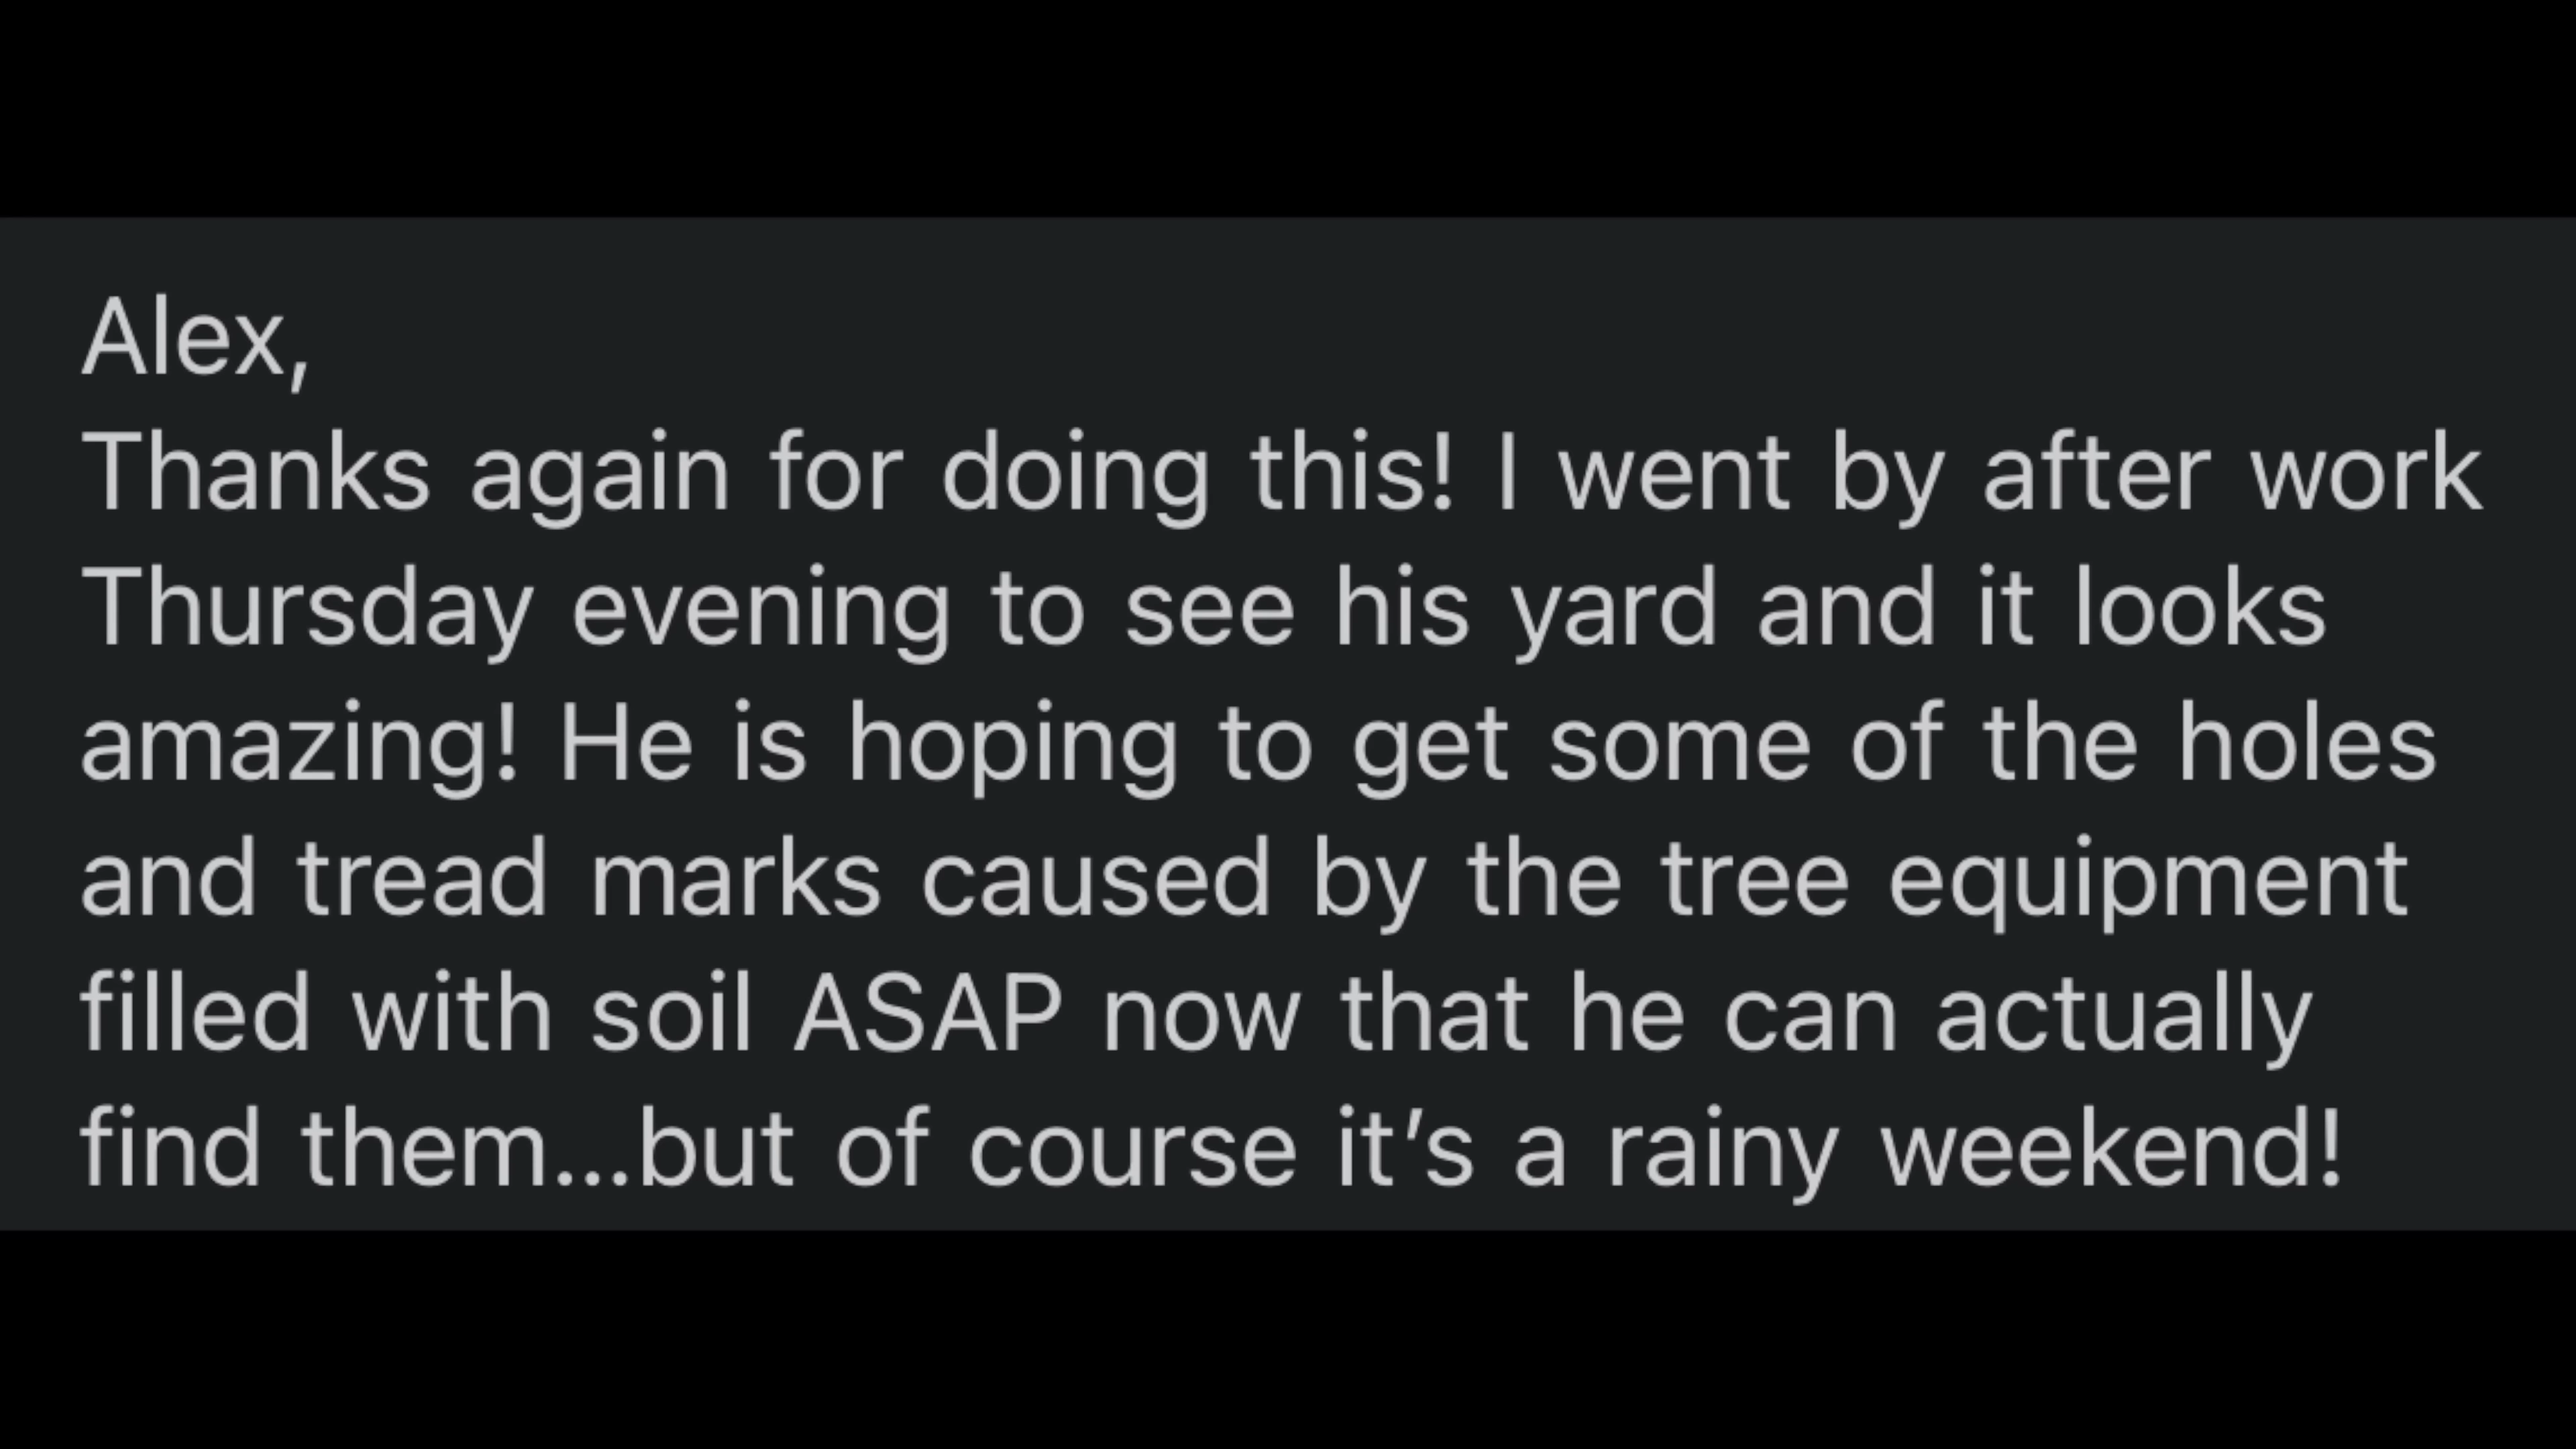 Alex,
Thanks again for doing this! I went by after work
Thursday evening to see his yard and it looks
amazing! He is hoping to get some of the holes
and tread marks caused by the tree equipment
filled with soil ASAP now that he can actually
find them...but of course it’s a rainy weekend!